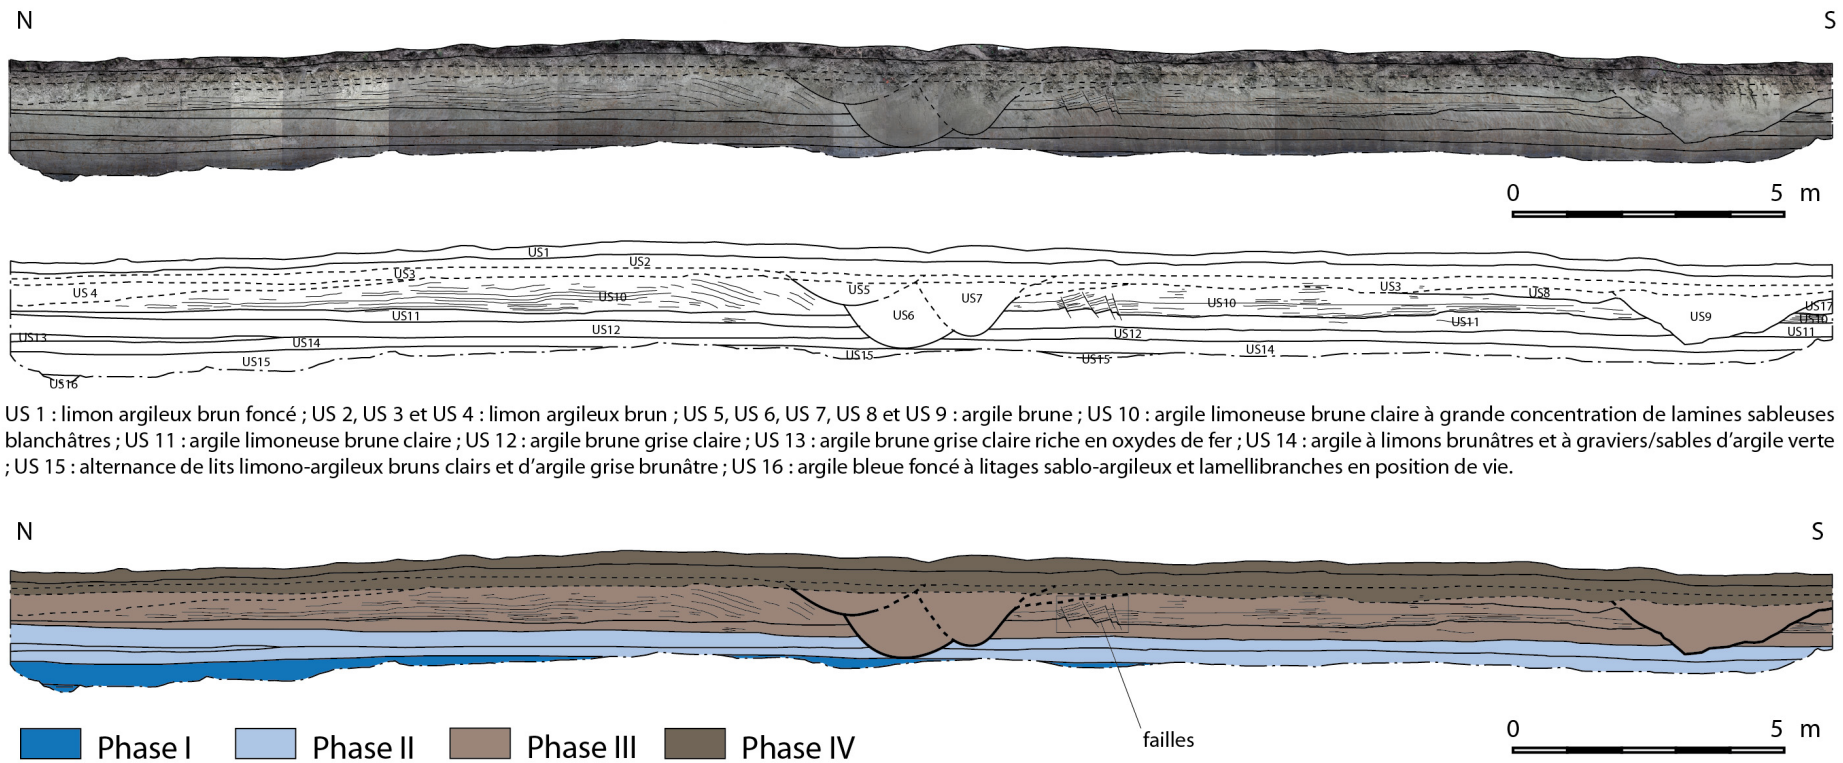 N S
0 5 m
US1
US2
US3
US 4
US5
US7
US3
US8
US10
US10
US17
US11
US6
US9
US10
US11
US12
US12
US11
US13
US14
US14
US15
US15
US15
US16
US 1 : limon argileux brun foncé ; US 2, US 3 et US 4 : limon argileux brun ; US 5, US 6, US 7, US 8 et US 9 : argile brune ; US 10 : argile limoneuse brune claire à grande concentration de lamines sableuses
blanchâtres ; US 11 : argile limoneuse brune claire ; US 12 : argile brune grise claire ; US 13 : argile brune grise claire riche en oxydes de fer ; US 14 : argile à limons brunâtres et à graviers/sables d’argile verte
; US 15 : alternance de lits limono-argileux bruns clairs et d’argile grise brunâtre ; US 16 : argile bleue foncé à litages sablo-argileux et lamellibranches en position de vie.
N S
failles
0 5 m
Phase I Phase II Phase III Phase IV